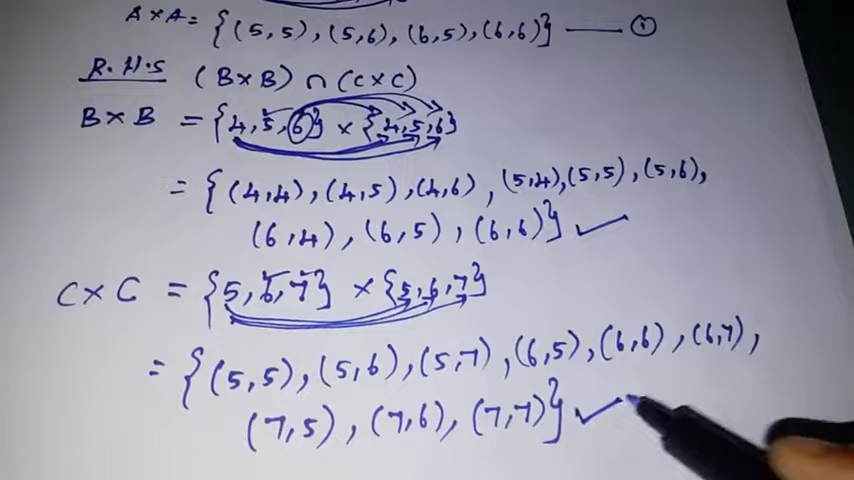 A×A = {(5,5), (5,6), (6,5), (6,6)} —— ①
R.H.S (B×B) ∩ (C×C)
B×B = {4,5,6} × {4,5,6}
= {(4,4), (4,5), (4,6), (5,4), (5,5), (5,6),
(6,4), (6,5), (6,6)} ✓
C×C = {5,6,7} × {5,6,7}
= {(5,5), (5,6), (5,7), (6,5), (6,6), (6,7),
(7,5), (7,6), (7,7)} ✓